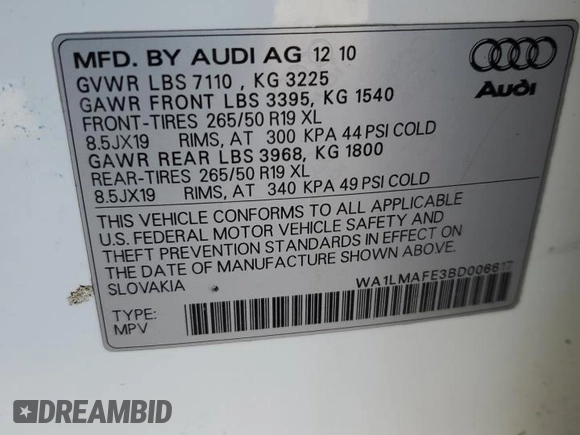 MFD. BY AUDI AG 12 10
GVWR LBS 7110 , KG 3225
GAWR FRONT LBS 3395, KG 1540
FRONT-TIRES 265/50 R19 XL
8.5JX19 RIMS, AT 300 KPA 44 PSI COLD
GAWR REAR LBS 3968, KG 1800
REAR-TIRES 265/50 R19 XL
8.5JX19 RIMS, AT 340 KPA 49 PSI COLD
THIS VEHICLE CONFORMS TO ALL APPLICABLE
U.S. FEDERAL MOTOR VEHICLE SAFETY AND
THEFT PREVENTION STANDARDS IN EFFECT ON
THE DATE OF MANUFACTURE SHOWN ABOVE.
SLOVAKIA
WA1LMAFE3BD006617
TYPE:
MPV
Audi
DREAMBID